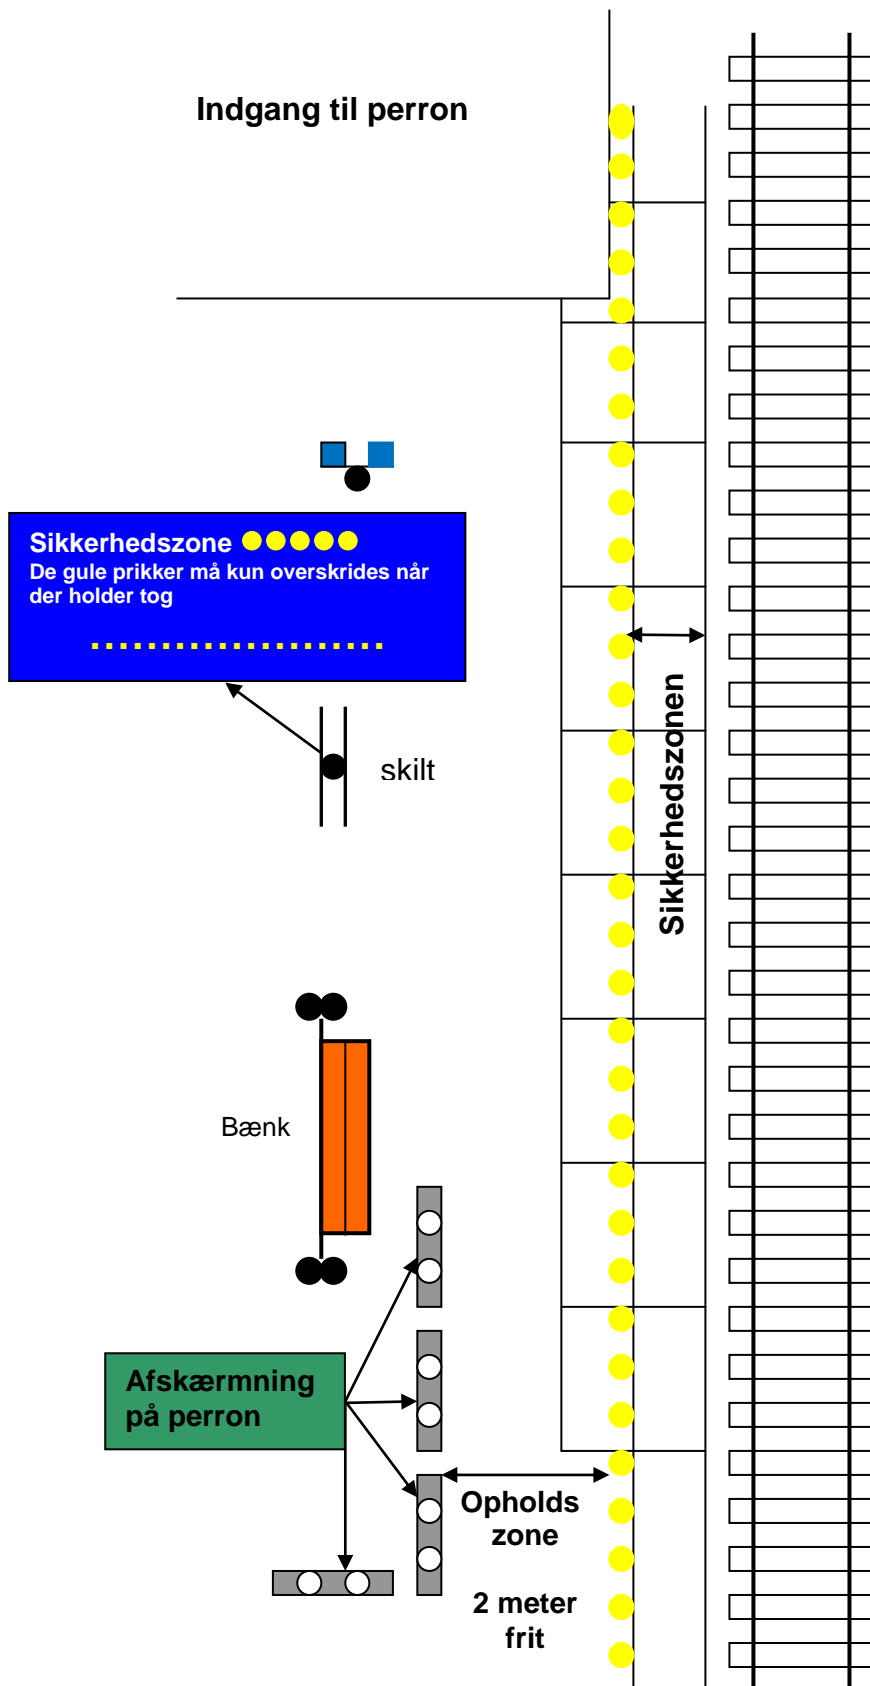 Indgang til perron
Sikkerhedszone
De gule prikker må kun overskrides når
der holder tog
skilt
Sikkerhedszonen
Bænk
Afskærmning
på perron
Opholds
zone
2 meter
frit